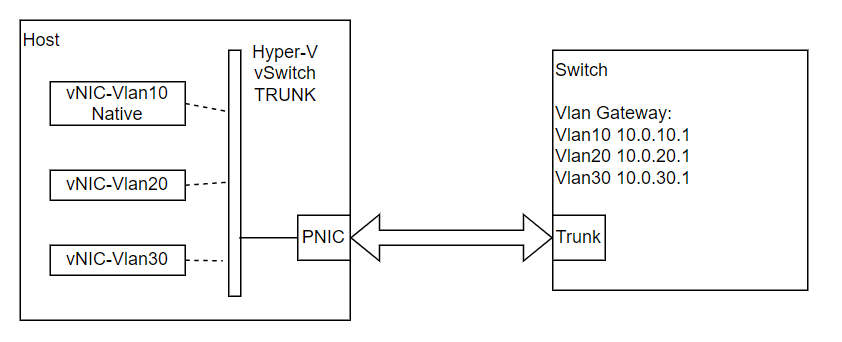 Host
Hyper-V
vSwitch
TRUNK
vNIC-Vlan10
Native
vNIC-Vlan20
vNIC-Vlan30
PNIC
Switch
Vlan Gateway:
Vlan10 10.0.10.1
Vlan20 10.0.20.1
Vlan30 10.0.30.1
Trunk